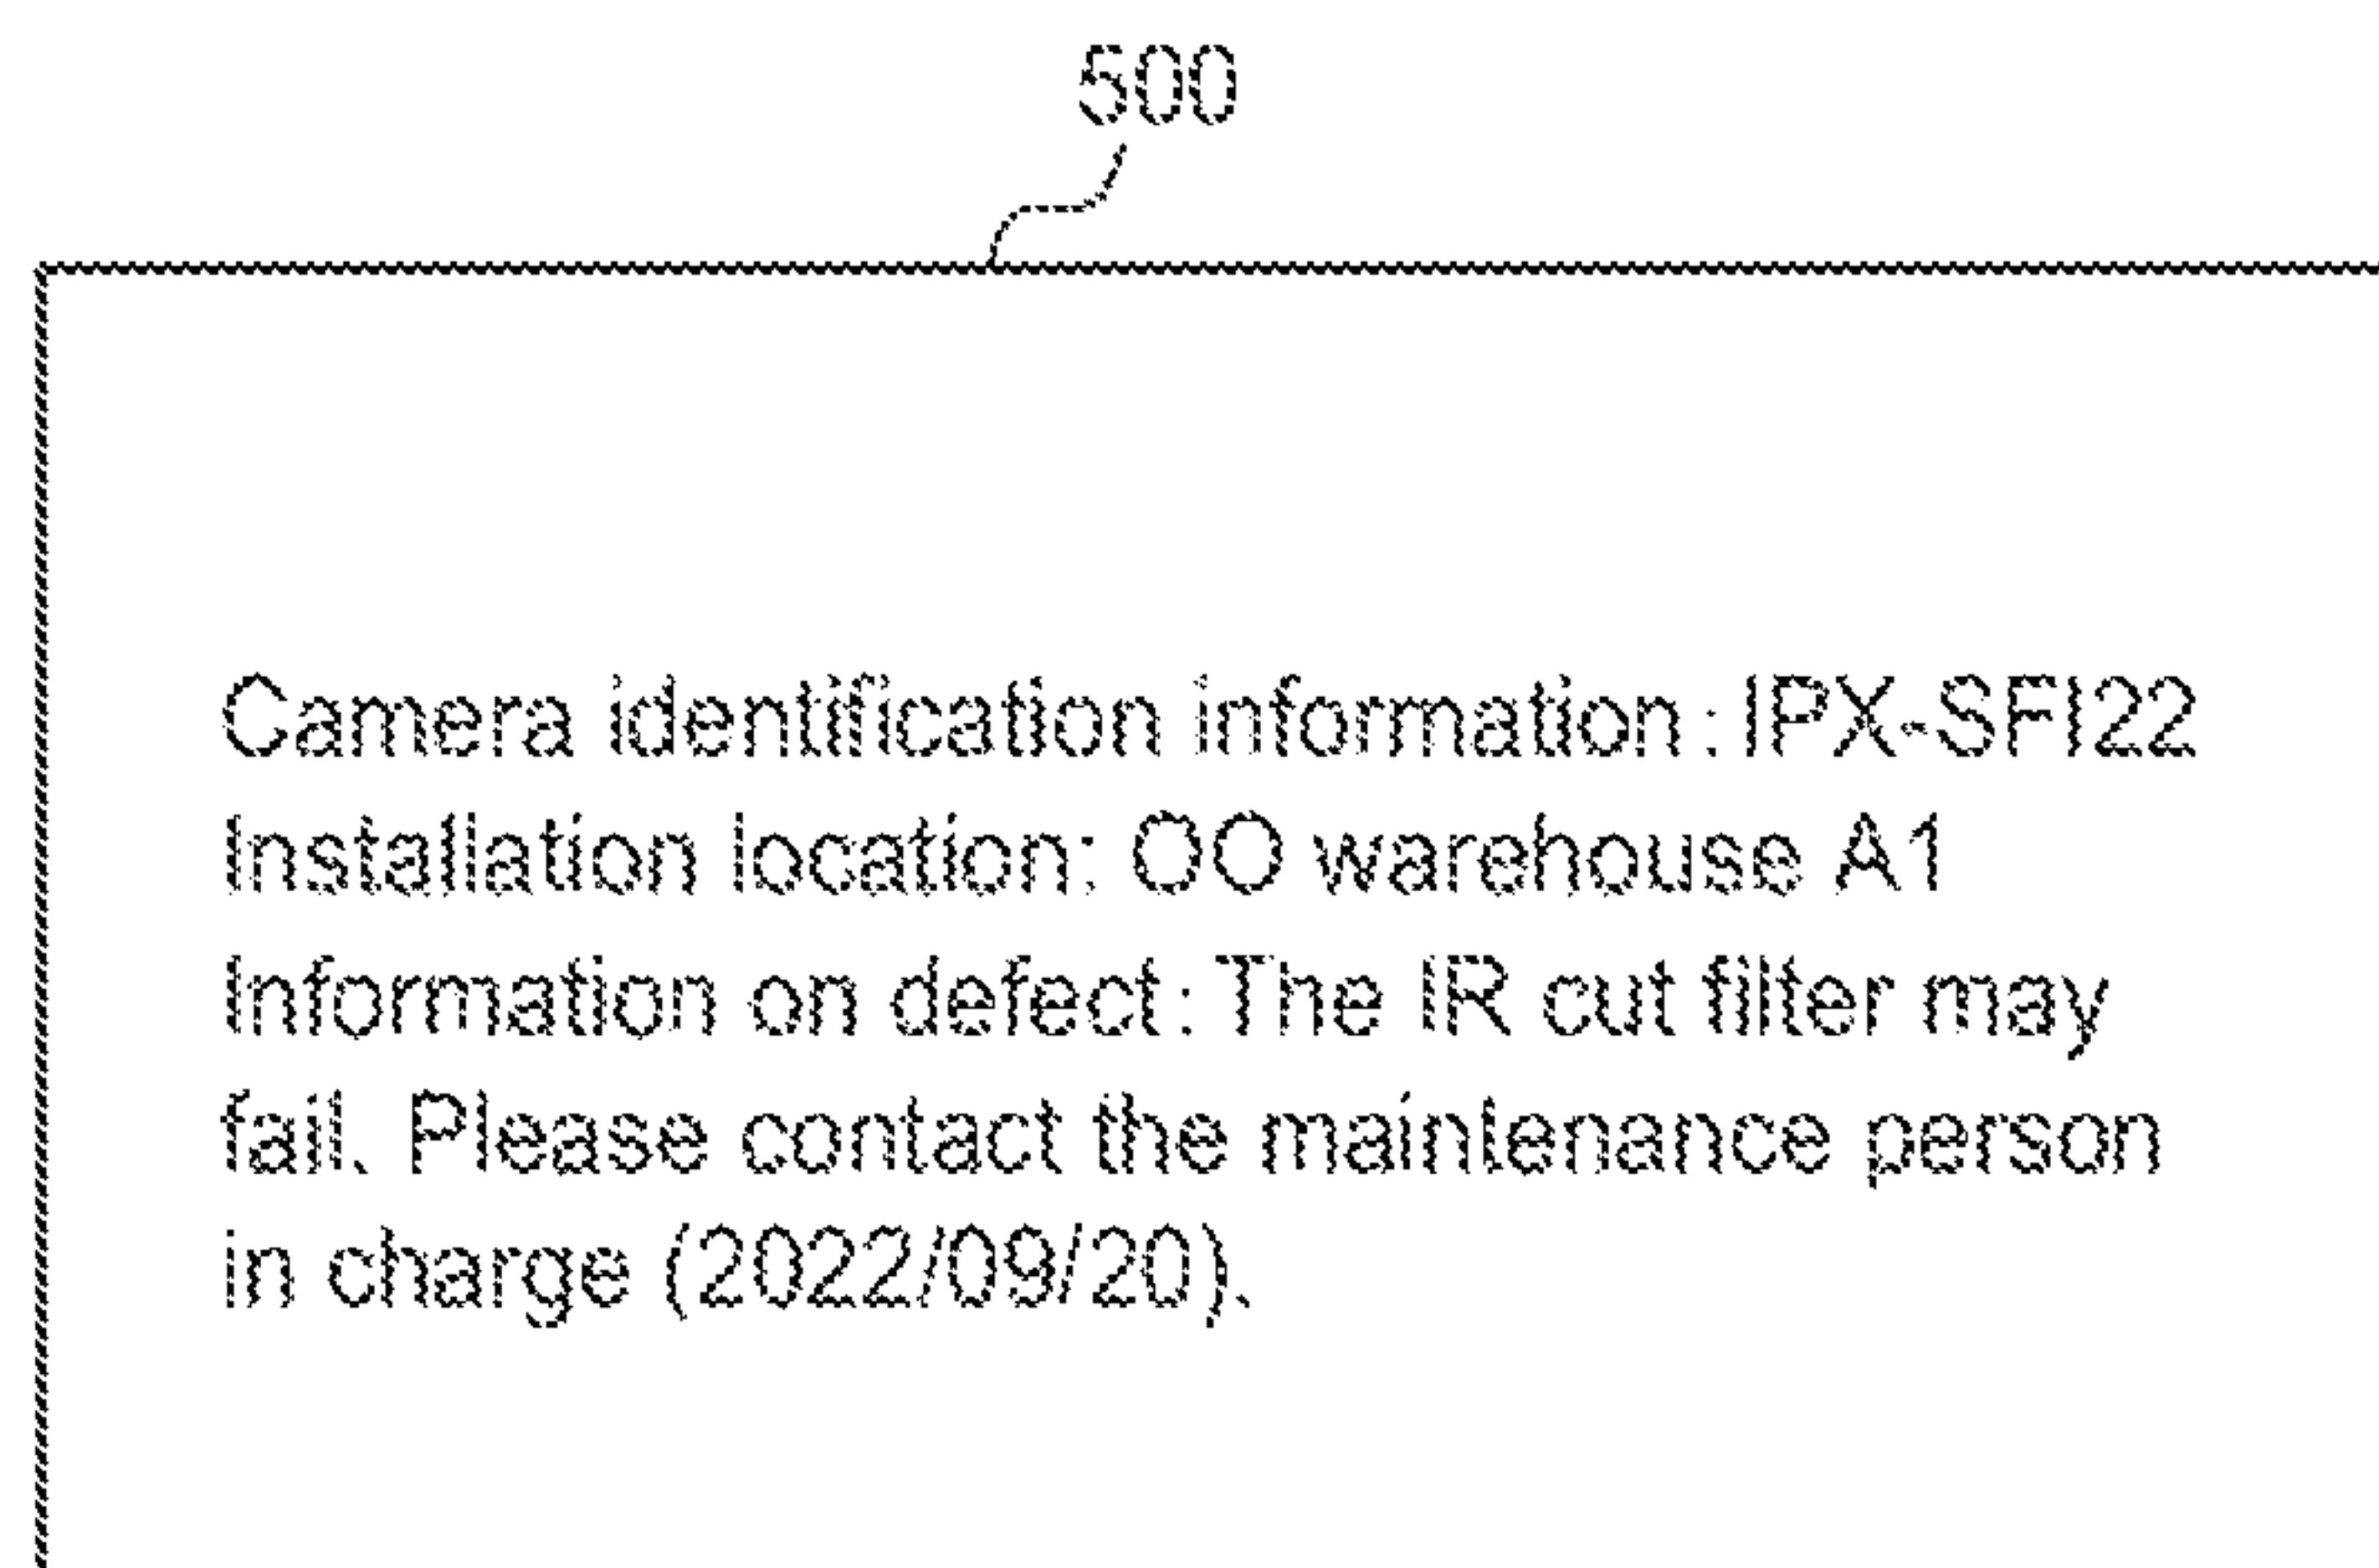 500
Camera identification information: IPX-SFI22
Installation location: OO warehouse A1
Information on defect: The IR cut filter may
fail. Please contact the maintenance person
in charge (2022/09/20).